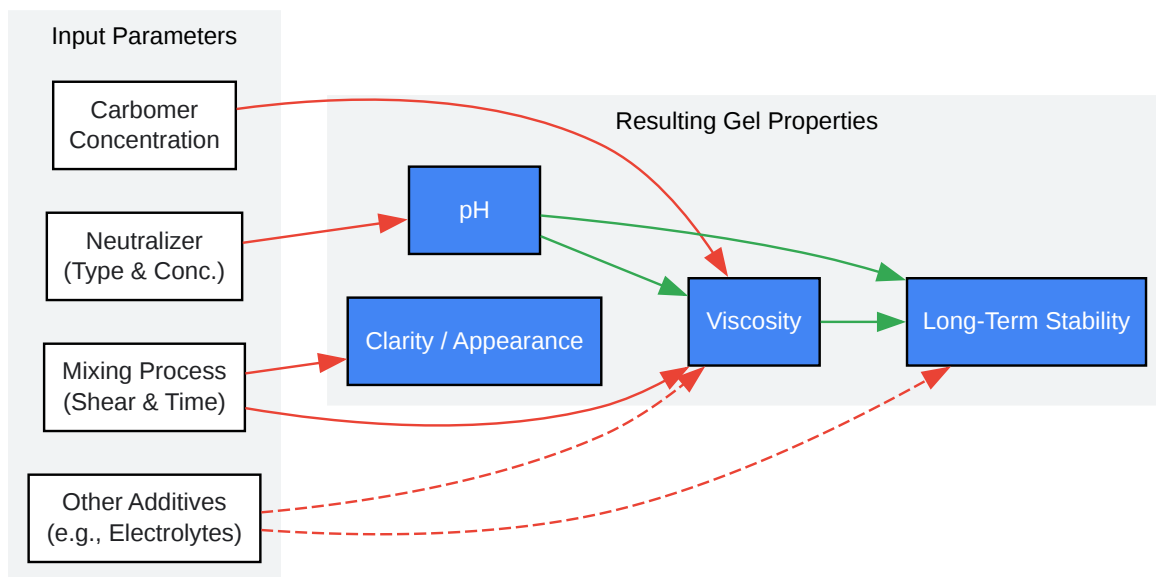 Input Parameters
Carbomer
Concentration
Neutralizer
(Type & Conc.)
Mixing Process
(Shear & Time)
Other Additives
(e.g., Electrolytes)
Resulting Gel Properties
pH
Clarity / Appearance
Viscosity
Long-Term Stability